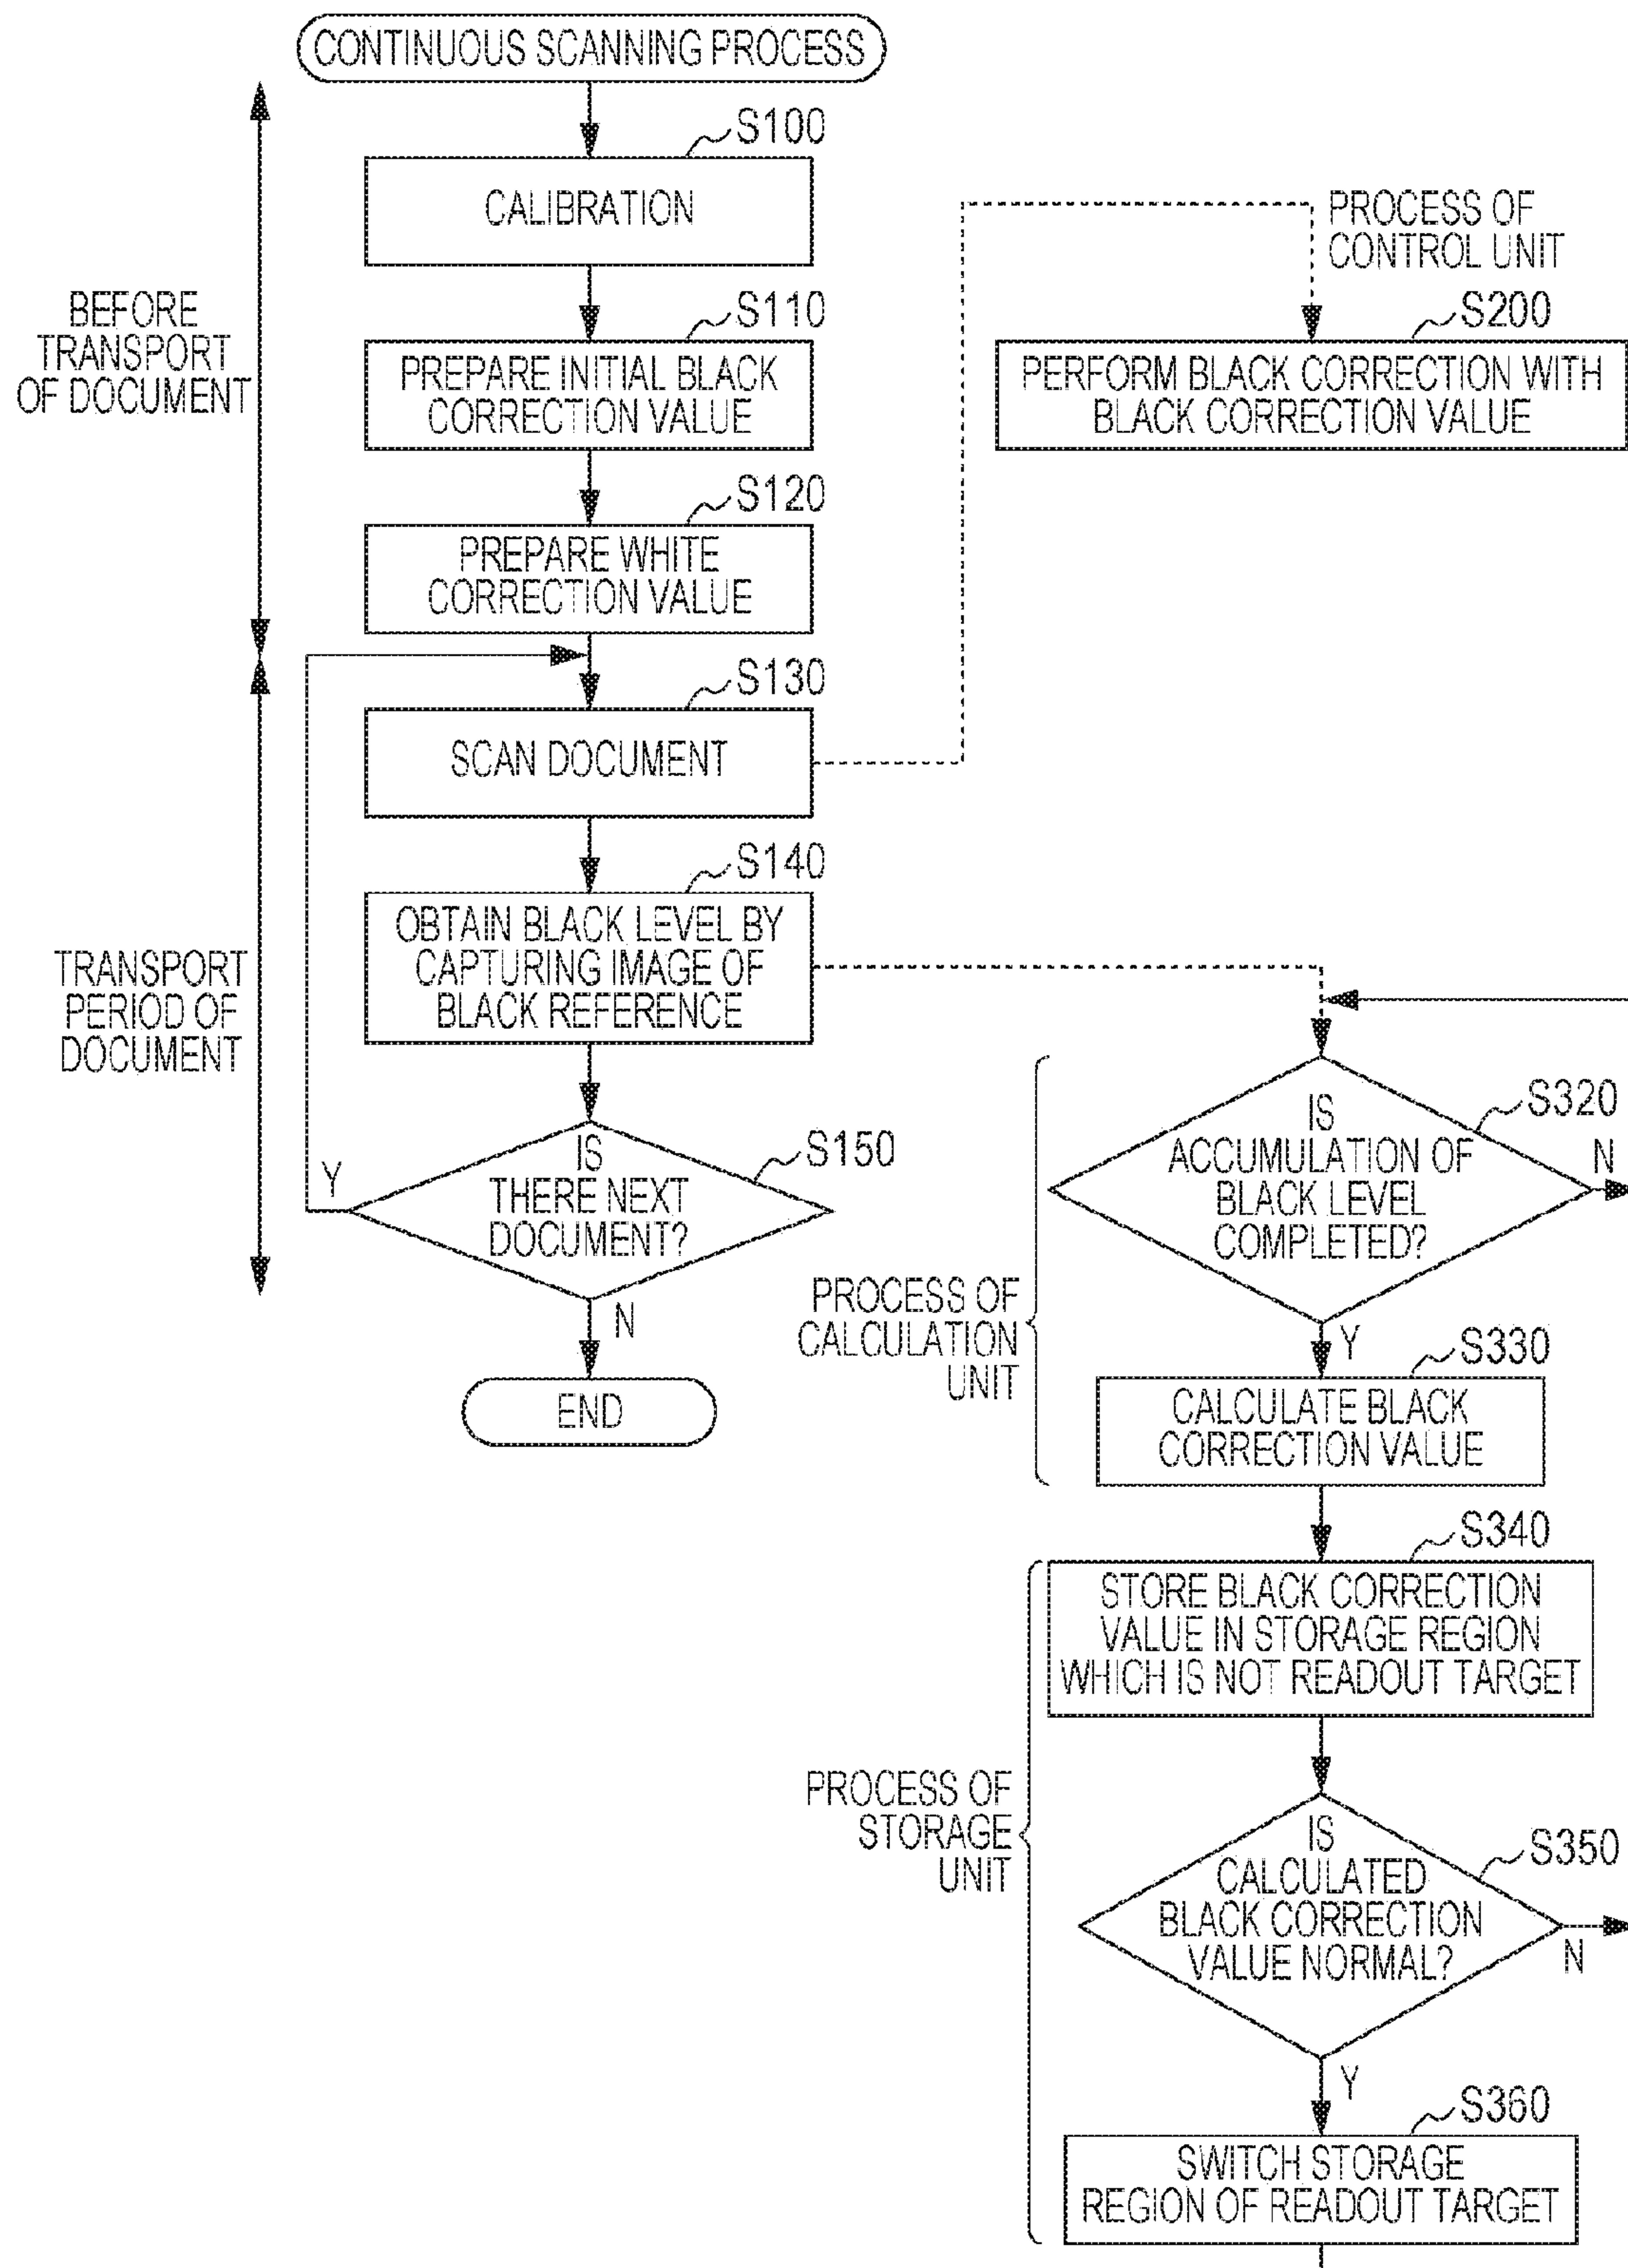 CONTINUOUS SCANNING PROCESS
S100
CALIBRATION
BEFORE
TRANSPORT
OF DOCUMENT
S110
PREPARE INITIAL BLACK
CORRECTION VALUE
S120
PREPARE WHITE
CORRECTION VALUE
S130
SCAN DOCUMENT
PROCESS OF
CONTROL UNIT
S200
PERFORM BLACK CORRECTION WITH
BLACK CORRECTION VALUE
TRANSPORT
PERIOD OF
DOCUMENT
S140
OBTAIN BLACK LEVEL BY
CAPTURING IMAGE OF
BLACK REFERENCE
S150
IS
THERE NEXT
DOCUMENT?
Y
N
END
PROCESS OF
CALCULATION
UNIT
S320
IS
ACCUMULATION OF
BLACK LEVEL
COMPLETED?
N
Y
S330
CALCULATE BLACK
CORRECTION VALUE
PROCESS OF
STORAGE
UNIT
S340
STORE BLACK CORRECTION
VALUE IN STORAGE REGION
WHICH IS NOT READOUT TARGET
S350
IS
CALCULATED
BLACK CORRECTION
VALUE NORMAL?
N
Y
S360
SWITCH STORAGE
REGION OF READOUT TARGET